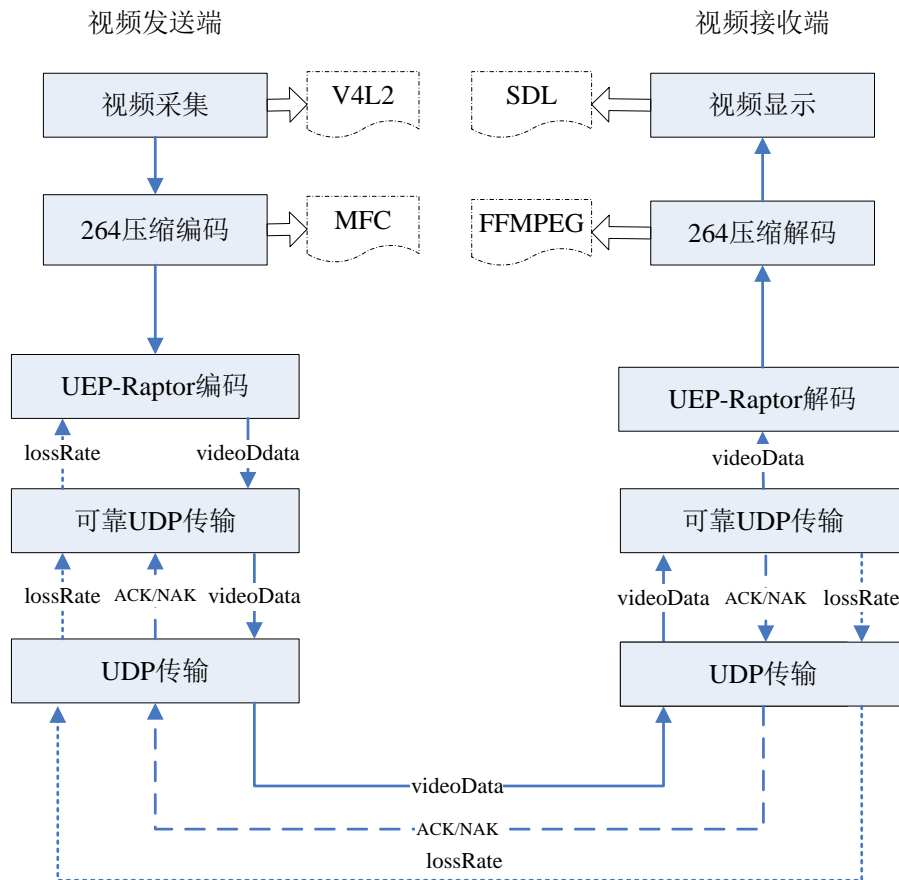 视频发送端
视频接收端
视频采集
V4L2
SDL
视频显示
264压缩编码
MFC
FFMPEG
264压缩解码
UEP-Raptor编码
UEP-Raptor解码
lossRate
videoDdata
videoData
可靠UDP传输
可靠UDP传输
lossRate
ACK/NAK
videoData
videoData
ACK/NAK
lossRate
UDP传输
UDP传输
videoData
ACK/NAK
lossRate